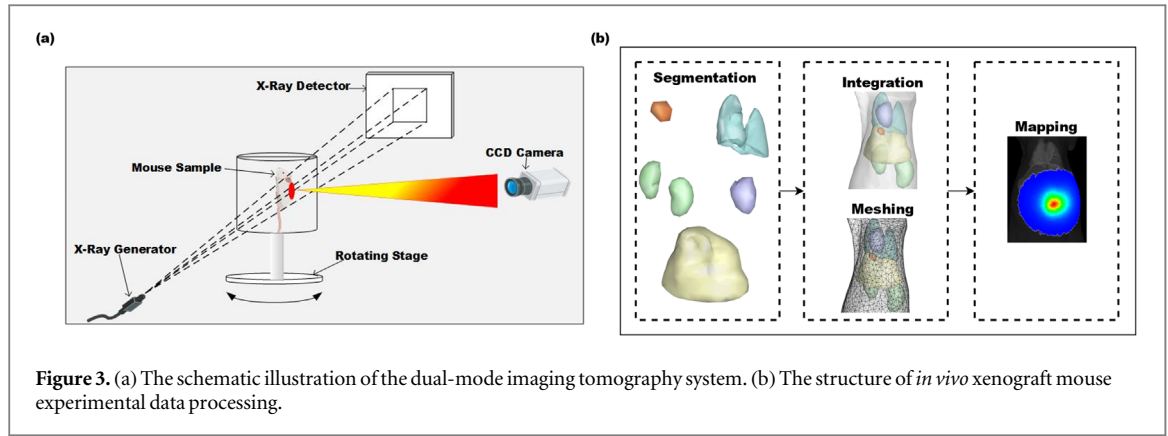 (a)
X-Ray Detector
Mouse Sample
CCD Camera
X-Ray Generator
Rotating Stage
(b)
Segmentation
Integration
Meshing
Mapping
Figure 3. (a) The schematic illustration of the dual-mode imaging tomography system. (b) The structure of in vivo xenograft mouse
experimental data processing.